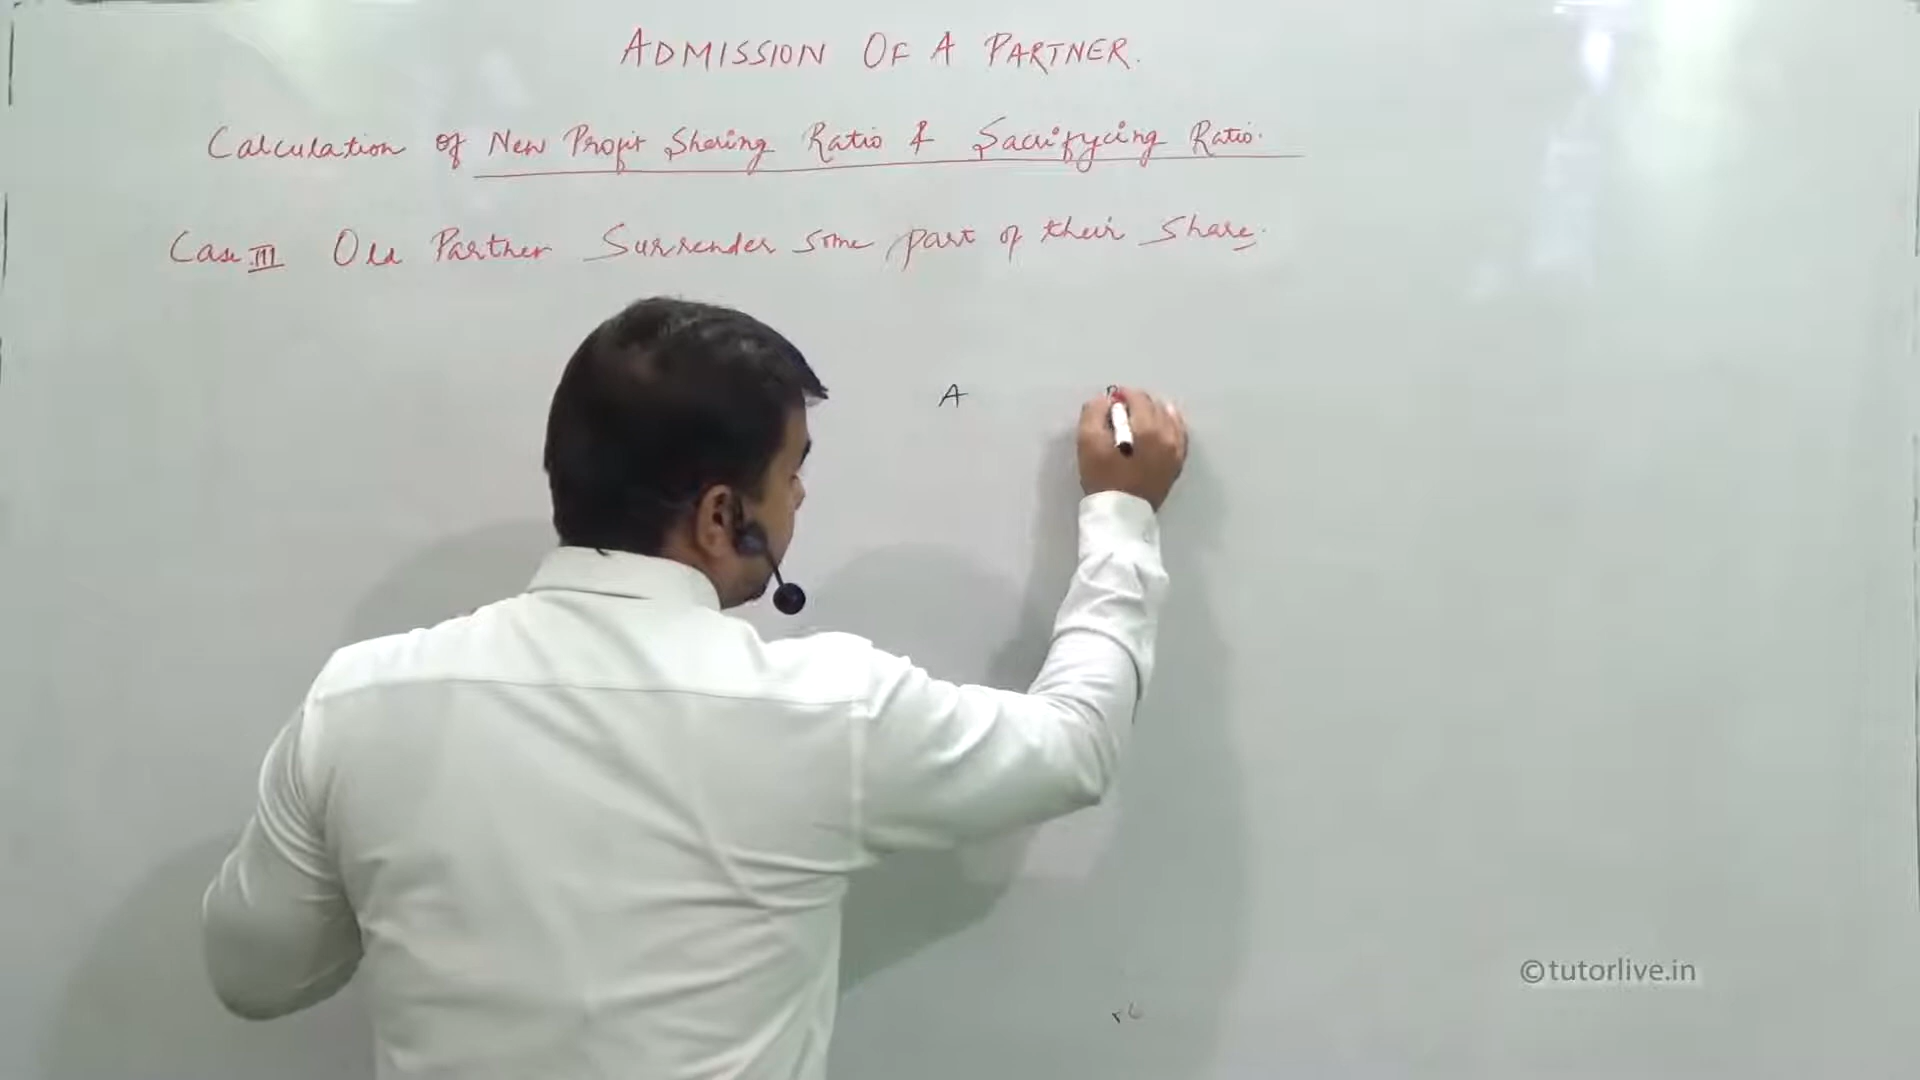 ADMISSION OF A PARTNER.
Calculation of New Profit Sharing Ratio & Sacrifycing Ratio.
Case III Old Partner Surrender some part of their Share.
A
©tutorlive.in